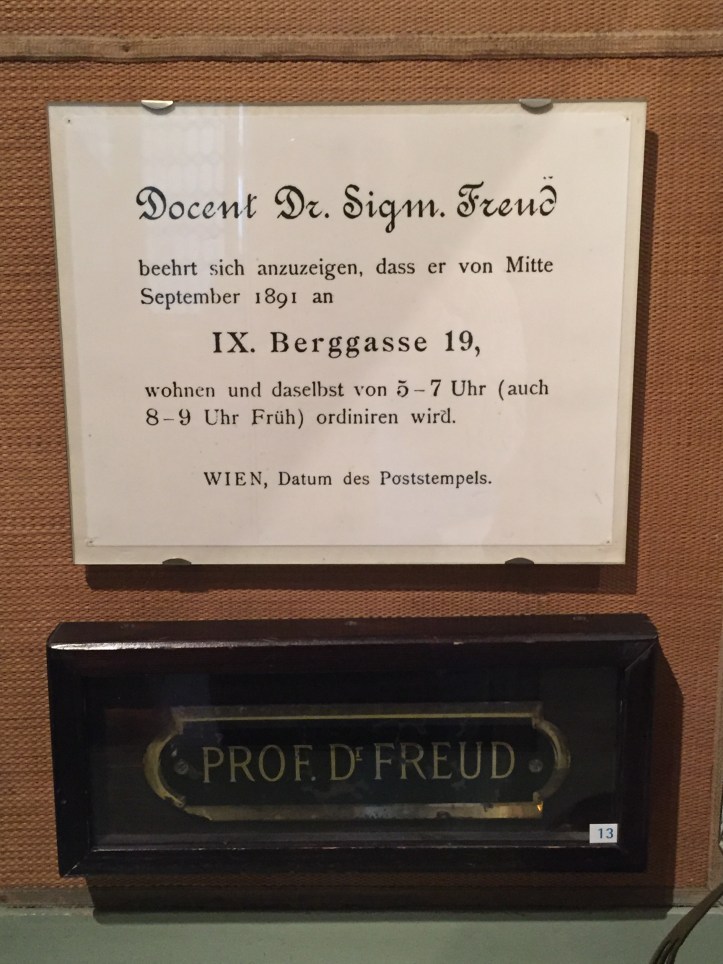 Docent Dr. Sigm. Freud
beehrt sich anzuzeigen, dass er von Mitte
September 1891 an
IX. Berggasse 19,
wohnen und daselbst von 5–7 Uhr (auch
8–9 Uhr Früh) ordiniren wird.
WIEN, Datum des Poststempels.
PROF. Dr FREUD
13